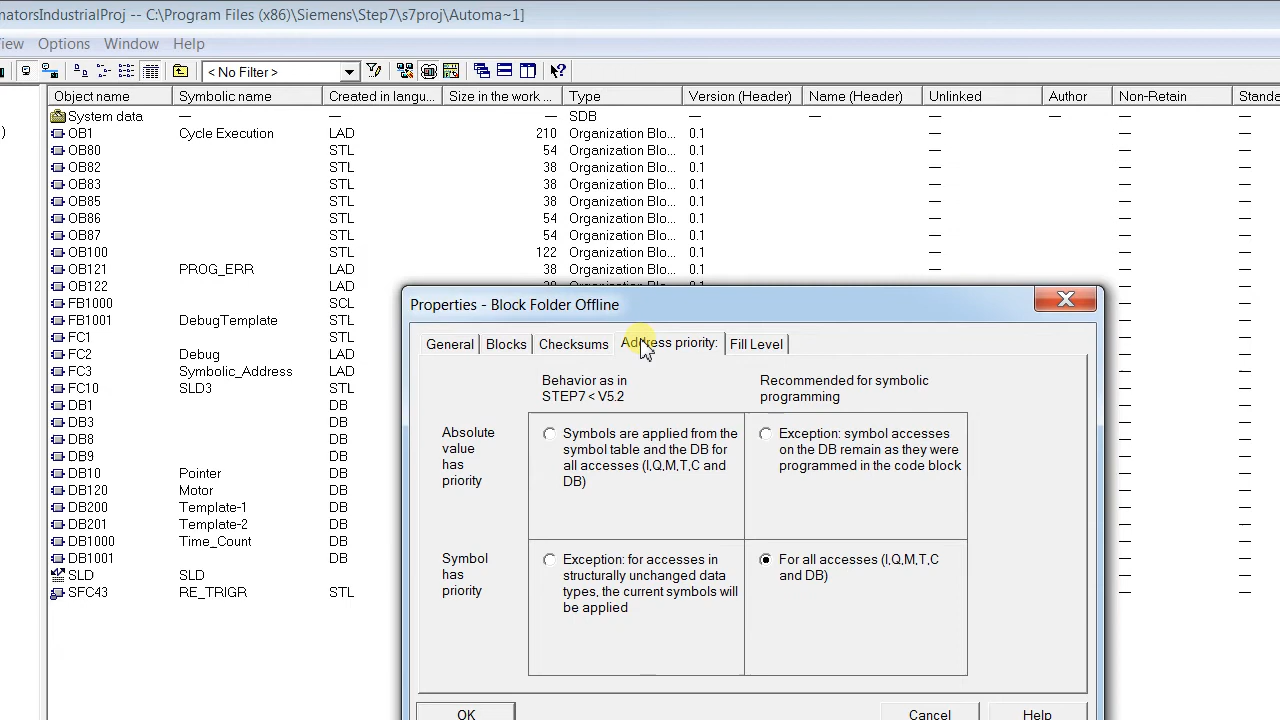 natorsIndustrialProj -- C:\Program Files (x86)\Siemens\Step7\s7proj\Automa~1]
iew Options Window Help
< No Filter >
Object name Symbolic name Created in langu... Size in the work ... Type Version (Header) Name (Header) Unlinked Author Non-Retain Standa
System data — — — SDB — — — — — —
OB1 Cycle Execution LAD 210 Organization Blo... 0.1 — — —
OB80 STL 54 Organization Blo... 0.1 — — —
OB82 STL 38 Organization Blo... 0.1 — — —
OB83 STL 38 Organization Blo... 0.1 — — —
OB85 STL 38 Organization Blo... 0.1 — — —
OB86 STL 54 Organization Blo... 0.1 — — —
OB87 STL 54 Organization Blo... 0.1 — — —
OB100 STL 122 Organization Blo... 0.1 — — —
OB121 PROG_ERR LAD 38 Organization Blo... 0.1 — — —
OB122 LAD 38 Organization Blo... 0.1 — — —
FB1000 SCL
FB1001 DebugTemplate STL
FC1 STL
FC2 Debug LAD
FC3 Symbolic_Address LAD
FC10 SLD3 STL
DB1 DB
DB3 DB
DB8 DB
DB9 DB
DB10 Pointer DB
DB120 Motor DB
DB200 Template-1 DB
DB201 Template-2 DB
DB1000 Time_Count DB
DB1001 DB
SLD SLD
SFC43 RE_TRIGR STL
Properties - Block Folder Offline
General Blocks Checksums Address priority: Fill Level
Behavior as in
STEP7 < V5.2
Recommended for symbolic
programming
Absolute
value
has
priority
Symbols are applied from the
symbol table and the DB for
all accesses (I,Q,M,T,C and
DB)
Exception: symbol accesses
on the DB remain as they were
programmed in the code block
Symbol
has
priority
Exception: for accesses in
structurally unchanged data
types, the current symbols will
be applied
For all accesses (I,Q,M,T,C
and DB)
OK Cancel Help